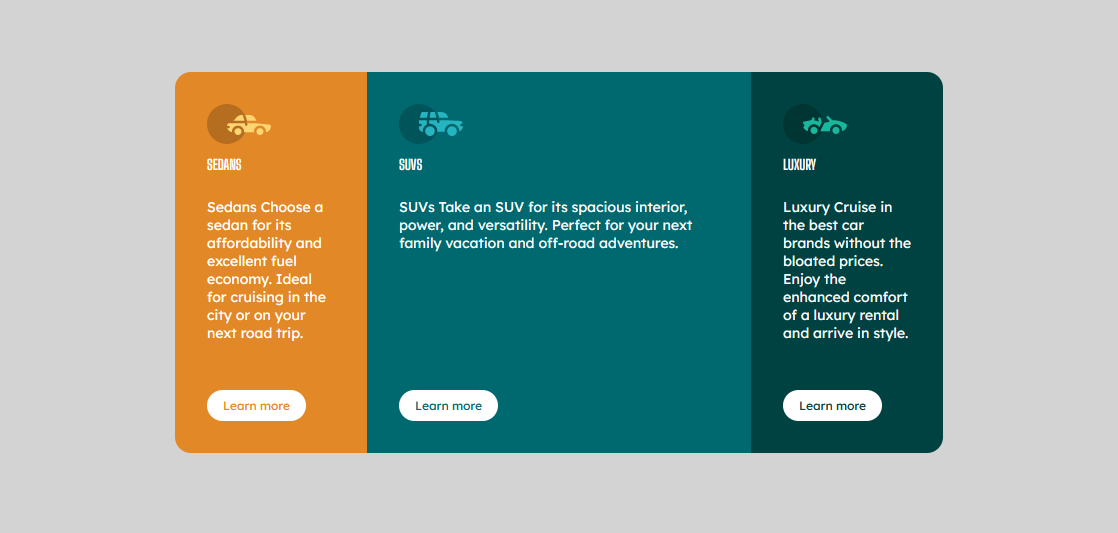 SEDANS
Sedans Choose a
sedan for its
affordability and
excellent fuel
economy. Ideal
for cruising in the
city or on your
next road trip.
Learn more
SUVS
SUVs Take an SUV for its spacious interior,
power, and versatility. Perfect for your next
family vacation and off-road adventures.
Learn more
LUXURY
Luxury Cruise in
the best car
brands without the
bloated prices.
Enjoy the
enhanced comfort
of a luxury rental
and arrive in style.
Learn more